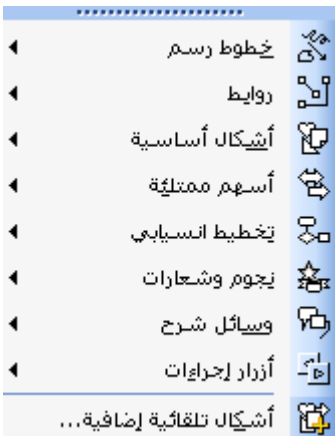 خطوط رسم
روابط
أشكال أساسية
أسهم ممتلئة
تخطيط انسيابي
نجوم وشعارات
وسائل شرح
أزرار إجراءات
أشكال تلقائية إضافية...